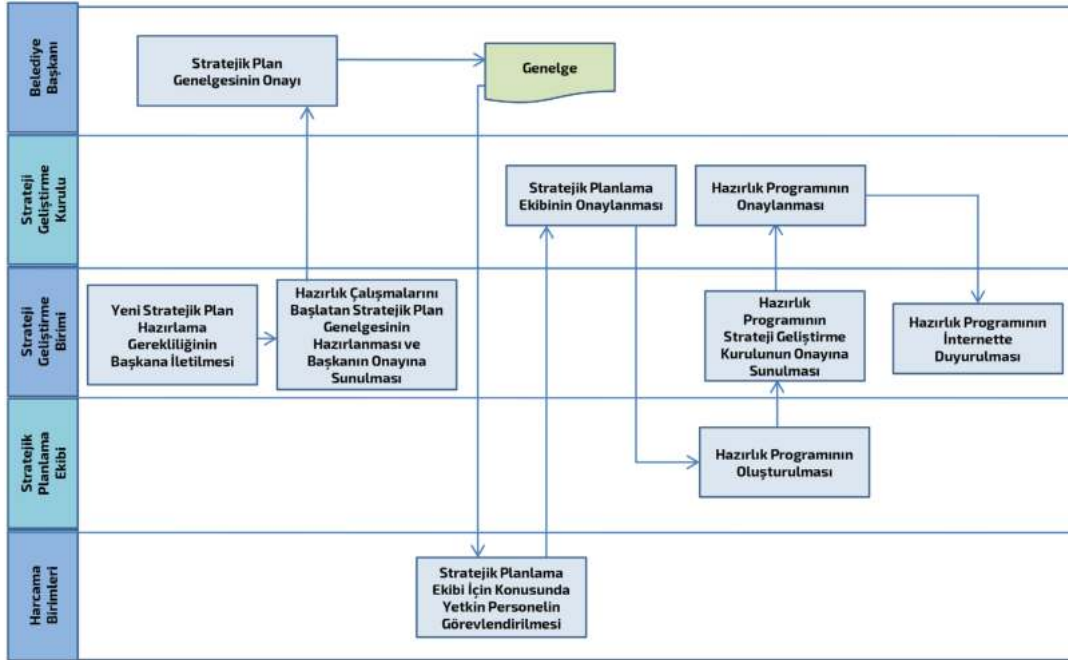 Belediye
Başkanı
Stratejik Plan
Genelgesinin Onayı
Genelge
Strateji
Geliştirme
Kurulu
Stratejik Planlama
Ekibinin Onaylanması
Hazırlık Programının
Onaylanması
Strateji
Geliştirme
Birimi
Yeni Stratejik Plan
Hazırlama
Gerekliliğinin
Başkana İletilmesi
Hazırlık Çalışmalarını
Başlatan Stratejik Plan
Genelgesinin
Hazırlanması ve
Başkanın Onayına
Sunulması
Hazırlık
Programının
Strateji Geliştirme
Kurulunun Onayına
Sunulması
Hazırlık Programının
İnternette
Duyurulması
Stratejik
Planlama
Ekibi
Hazırlık Programının
Oluşturulması
Harcama
Birimleri
Stratejik Planlama
Ekibi İçin Konusunda
Yetkin Personelin
Görevlendirilmesi